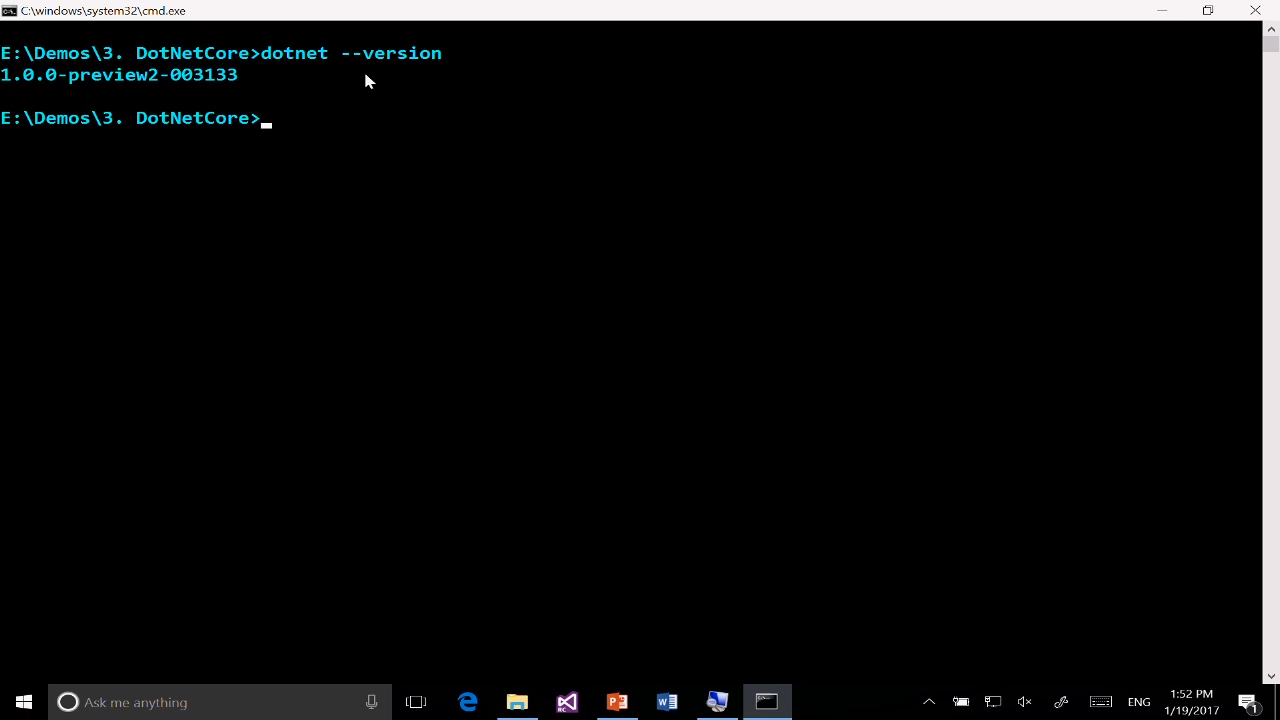 C:\windows\system32\cmd.exe
E:\Demos\3. DotNetCore>dotnet --version
1.0.0-preview2-003133
E:\Demos\3. DotNetCore>
Ask me anything
ENG
1:52 PM
1/19/2017
1